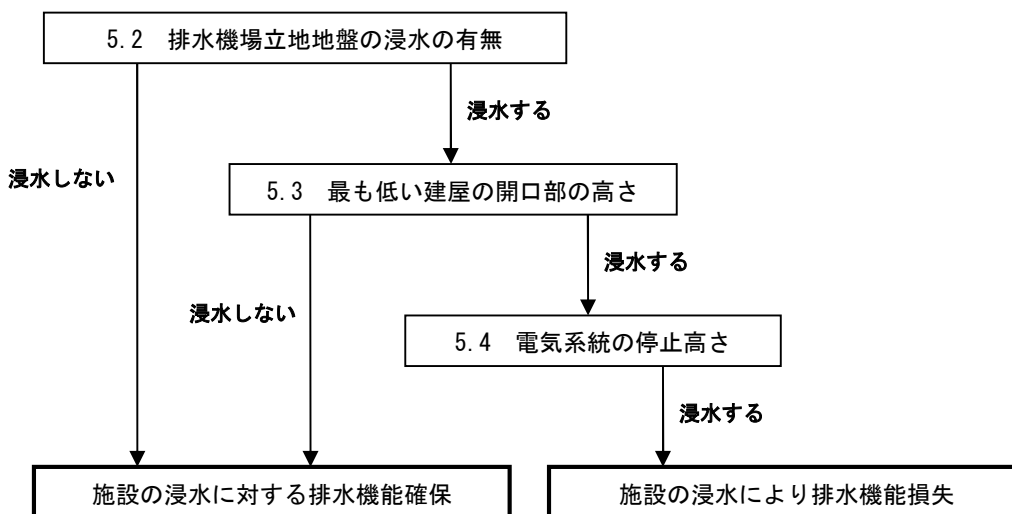 5.2 排水機場立地地盤の浸水の有無
浸水する
浸水しない
5.3 最も低い建屋の開口部の高さ
浸水する
浸水しない
5.4 電気系統の停止高さ
浸水する
施設の浸水に対する排水機能確保
施設の浸水により排水機能損失